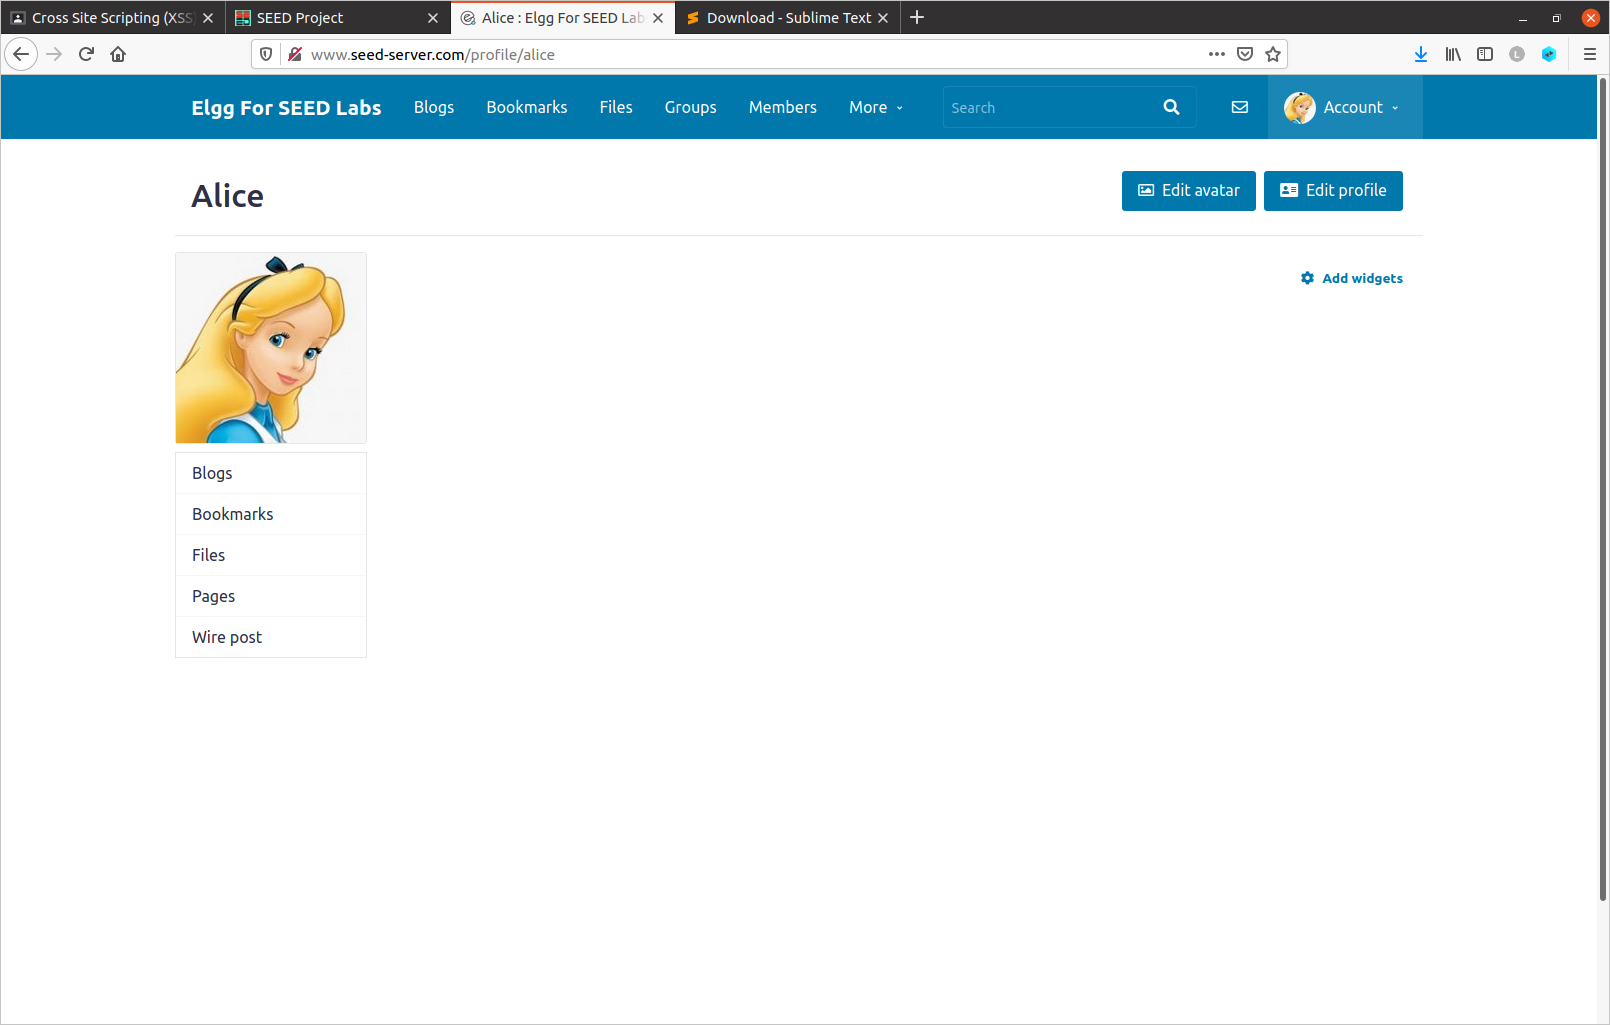 Cross Site Scripting (XSS)
SEED Project
Alice : Elgg For SEED Lab
Download - Sublime Text
www.seed-server.com/profile/alice
L
Elgg For SEED Labs
Blogs
Bookmarks
Files
Groups
Members
More
Search
Account
Alice
Edit avatar
Edit profile
Add widgets
Blogs
Bookmarks
Files
Pages
Wire post